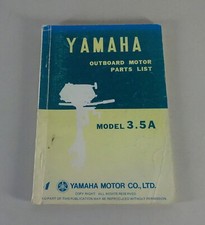 YAMAHA
OUTBOARD MOTOR
PARTS LIST
MODEL 3.5A
YAMAHA MOTOR CO., LTD.